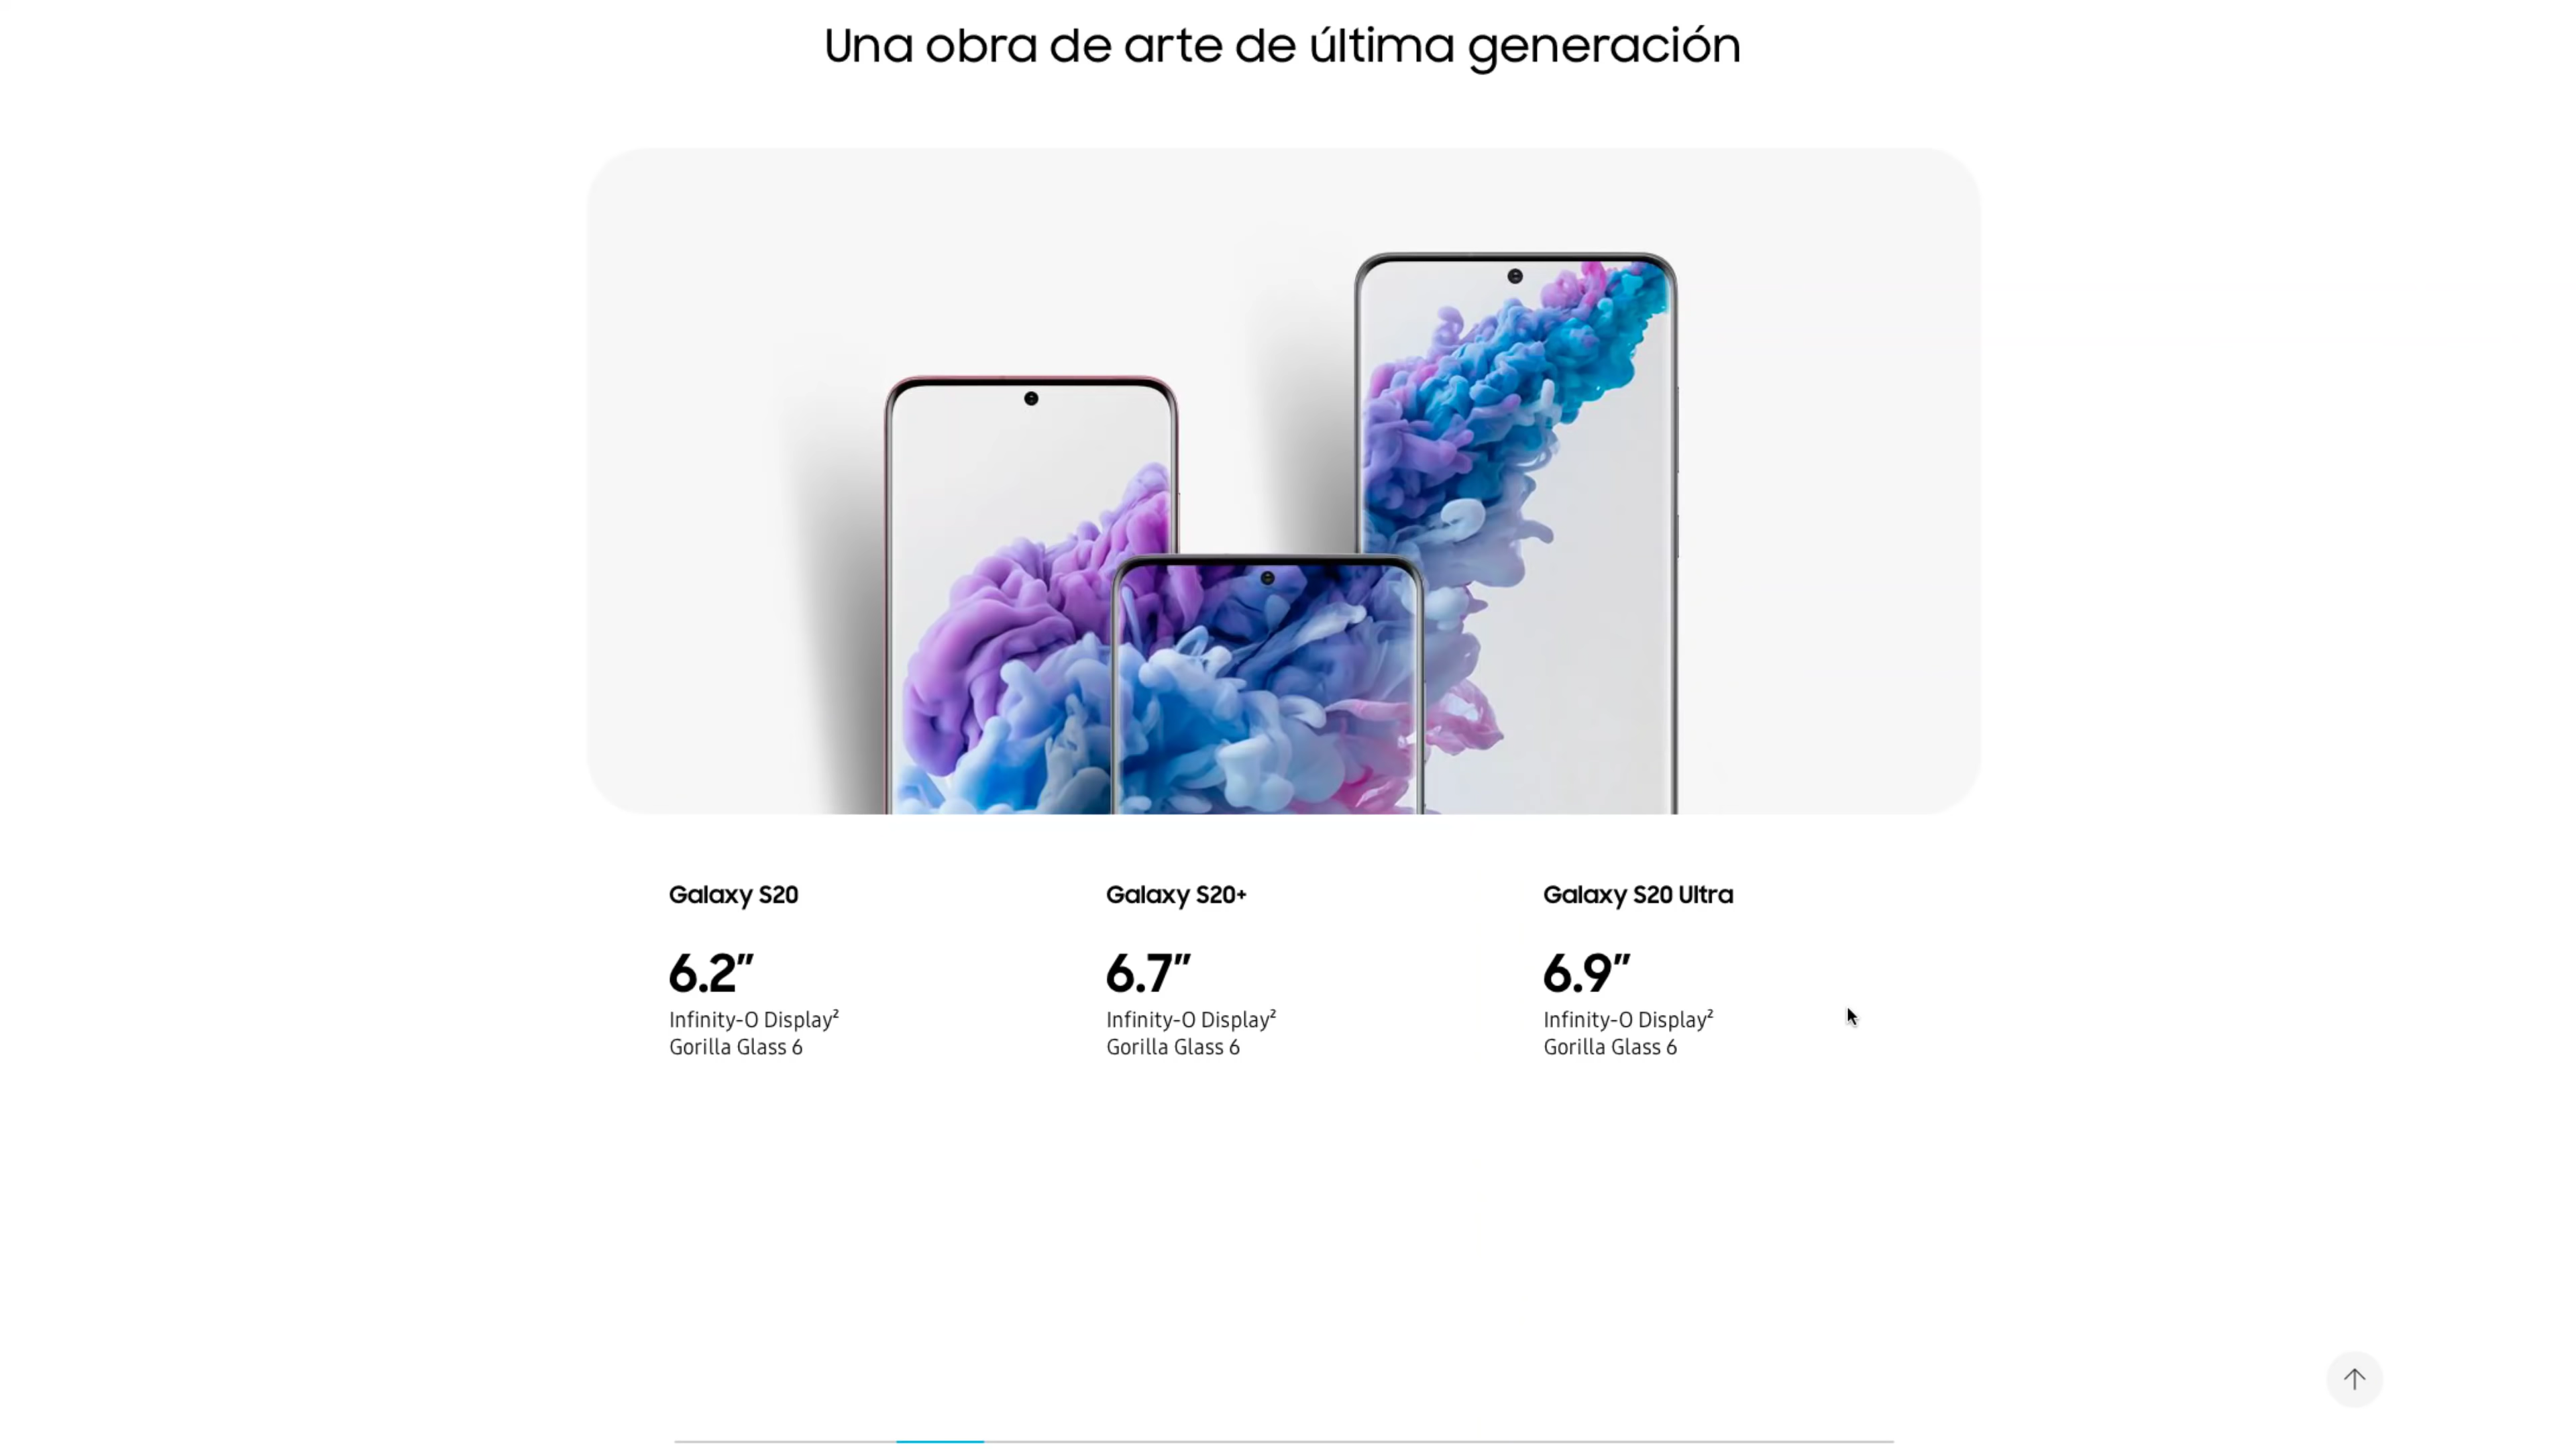 Una obra de arte de última generación
Galaxy S20
6.2″
Infinity-O Display²
Gorilla Glass 6
Galaxy S20+
6.7″
Infinity-O Display²
Gorilla Glass 6
Galaxy S20 Ultra
6.9″
Infinity-O Display²
Gorilla Glass 6